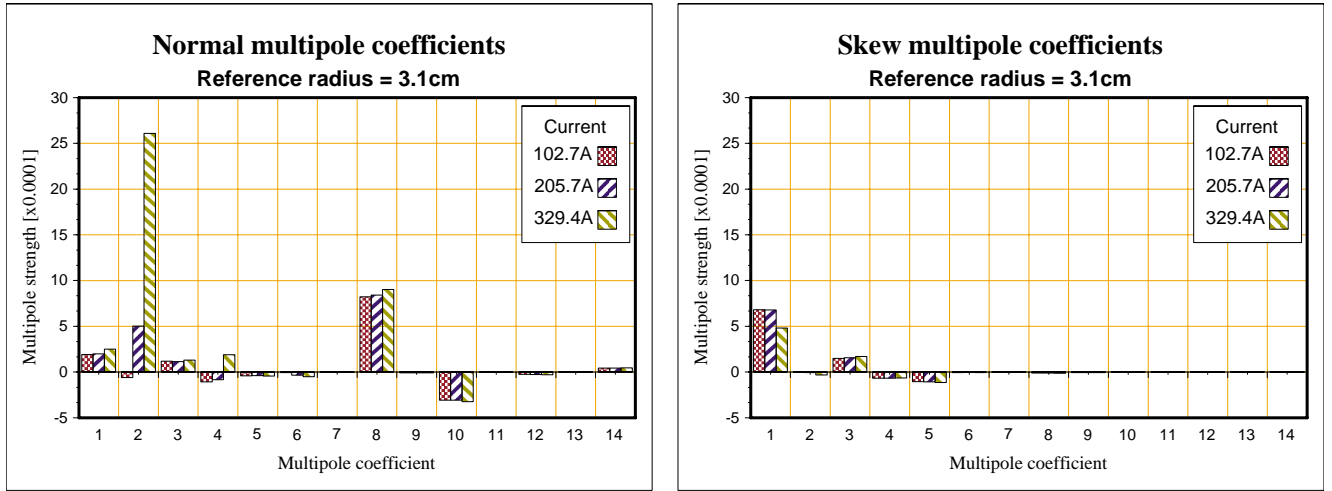 Normal multipole coefficients
Reference radius = 3.1cm
Multipole strength [x0.0001]
30
25
20
15
10
5
0
-5
Current
102.7A
205.7A
329.4A
1 2 3 4 5 6 7 8 9 10 11 12 13 14
Multipole coefficient
Skew multipole coefficients
Reference radius = 3.1cm
Multipole strength [x0.0001]
30
25
20
15
10
5
0
-5
Current
102.7A
205.7A
329.4A
1 2 3 4 5 6 7 8 9 10 11 12 13 14
Multipole coefficient